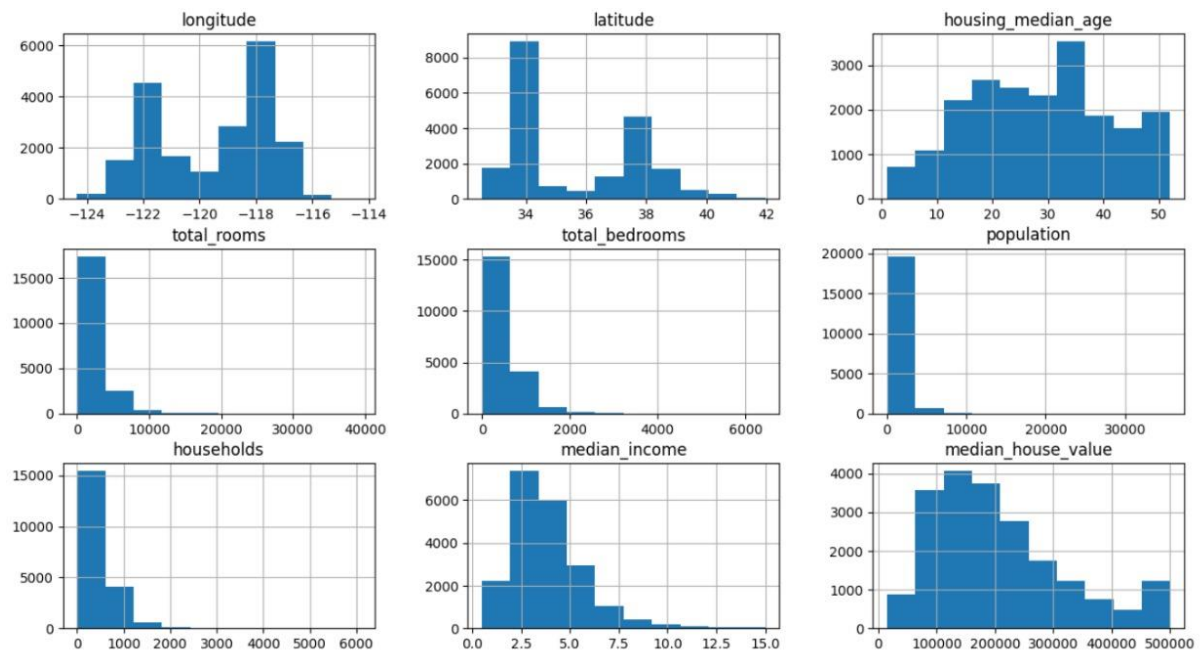 longitude latitude housing_median_age
6000 8000 3000
4000 6000 2000
2000 4000 1000
0 2000 0
0
−124 −122 −120 −118 −116 −114 34 36 38 40 42 0 10 20 30 40 50
total_rooms total_bedrooms population
15000 15000 20000
10000 10000 15000
5000 5000 10000
0 0 5000
0
0 10000 20000 30000 40000 0 2000 4000 6000 0 10000 20000 30000
households median_income median_house_value
15000 6000 4000
10000 4000 3000
5000 2000 2000
0 0 1000
0
0 1000 2000 3000 4000 5000 6000 0.0 2.5 5.0 7.5 10.0 12.5 15.0 0 100000 200000 300000 400000 500000